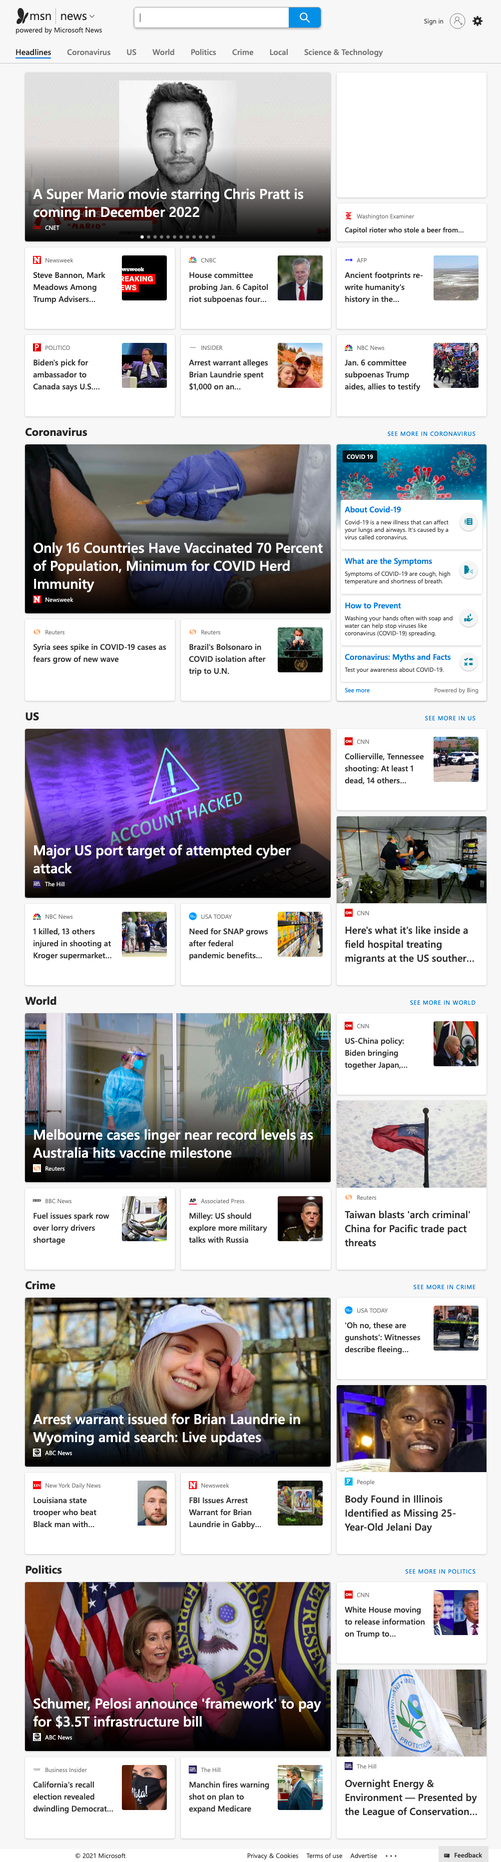 msn | news
powered by Microsoft News
Sign in
Headlines Coronavirus US World Politics Crime Local Science & Technology
A Super Mario movie starring Chris Pratt is
coming in December 2022
CNET
Washington Examiner
Capitol rioter who stole a beer from...
Newsweek
Steve Bannon, Mark
Meadows Among
Trump Advisers...
CNBC
House committee
probing Jan. 6 Capitol
riot subpoenas four...
AFP
Ancient footprints re-
write humanity's
history in the...
POLITICO
Biden's pick for
ambassador to
Canada says U.S....
INSIDER
Arrest warrant alleges
Brian Laundrie spent
$1,000 on an...
NBC News
Jan. 6 committee
subpoenas Trump
aides, allies to testify
Coronavirus
SEE MORE IN CORONAVIRUS
Only 16 Countries Have Vaccinated 70 Percent
of Population, Minimum for COVID Herd
Immunity
Newsweek
COVID 19
About Covid-19
Covid-19 is a new illness that can affect
your lungs and airways. It's caused by a
virus called coronavirus.
What are the Symptoms
Symptoms of COVID-19 are cough, high
temperature and shortness of breath.
How to Prevent
Washing your hands often with soap and
water can help stop viruses like
coronavirus (COVID-19) spreading.
Coronavirus: Myths and Facts
Test your awareness about COVID-19.
See more
Powered by Bing
Reuters
Syria sees spike in COVID-19 cases as
fears grow of new wave
Reuters
Brazil's Bolsonaro in
COVID isolation after
trip to U.N.
US
SEE MORE IN US
ACCOUNT HACKED
Major US port target of attempted cyber
attack
The Hill
CNN
Collierville, Tennessee
shooting: At least 1
dead, 14 others...
CNN
Here's what it's like inside a
field hospital treating
migrants at the US souther...
NBC News
1 killed, 13 others
injured in shooting at
Kroger supermarket...
USA TODAY
Need for SNAP grows
after federal
pandemic benefits...
World
SEE MORE IN WORLD
Melbourne cases linger near record levels as
Australia hits vaccine milestone
Reuters
CNN
US-China policy:
Biden bringing
together Japan,...
Reuters
Taiwan blasts 'arch criminal'
China for Pacific trade pact
threats
BBC News
Fuel issues spark row
over lorry drivers
shortage
Associated Press
Milley: US should
explore more military
talks with Russia
Crime
SEE MORE IN CRIME
Arrest warrant issued for Brian Laundrie in
Wyoming amid search: Live updates
ABC News
USA TODAY
'Oh no, these are
gunshots': Witnesses
describe fleeing...
People
Body Found in Illinois
Identified as Missing 25-
Year-Old Jelani Day
New York Daily News
Louisiana state
trooper who beat
Black man with...
Newsweek
FBI Issues Arrest
Warrant for Brian
Laundrie in Gabby...
Politics
SEE MORE IN POLITICS
Schumer, Pelosi announce 'framework' to pay
for $3.5T infrastructure bill
ABC News
CNN
White House moving
to release information
on Trump to...
The Hill
Overnight Energy &
Environment — Presented by
the League of Conservation...
Business Insider
California's recall
election revealed
dwindling Democrat...
The Hill
Manchin fires warning
shot on plan to
expand Medicare
© 2021 Microsoft
Privacy & Cookies Terms of use Advertise
Feedback